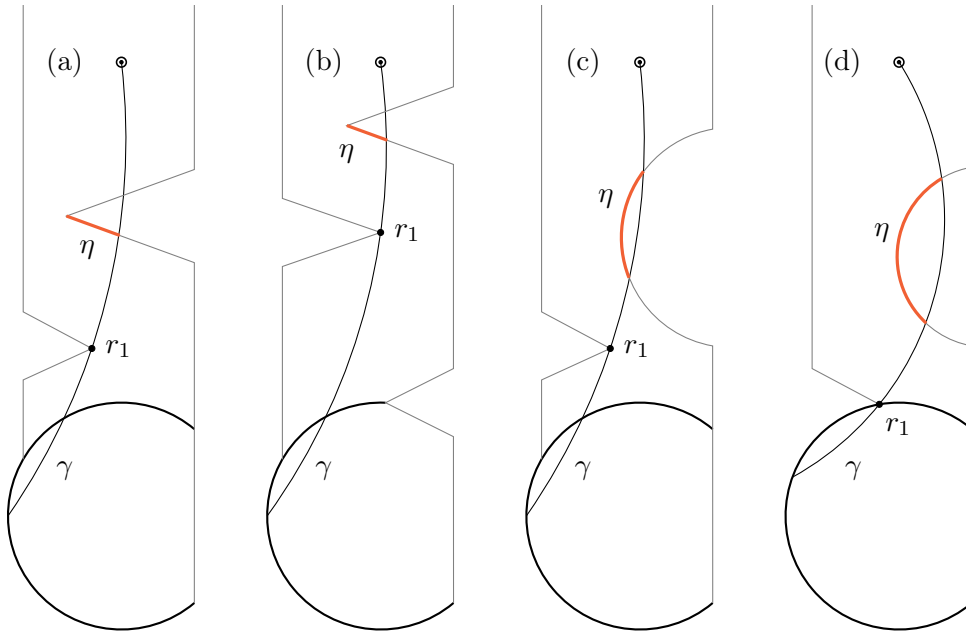 (a) (b) (c) (d)
η η η η
r₁ r₁ r₁ r₁
γ γ γ γ